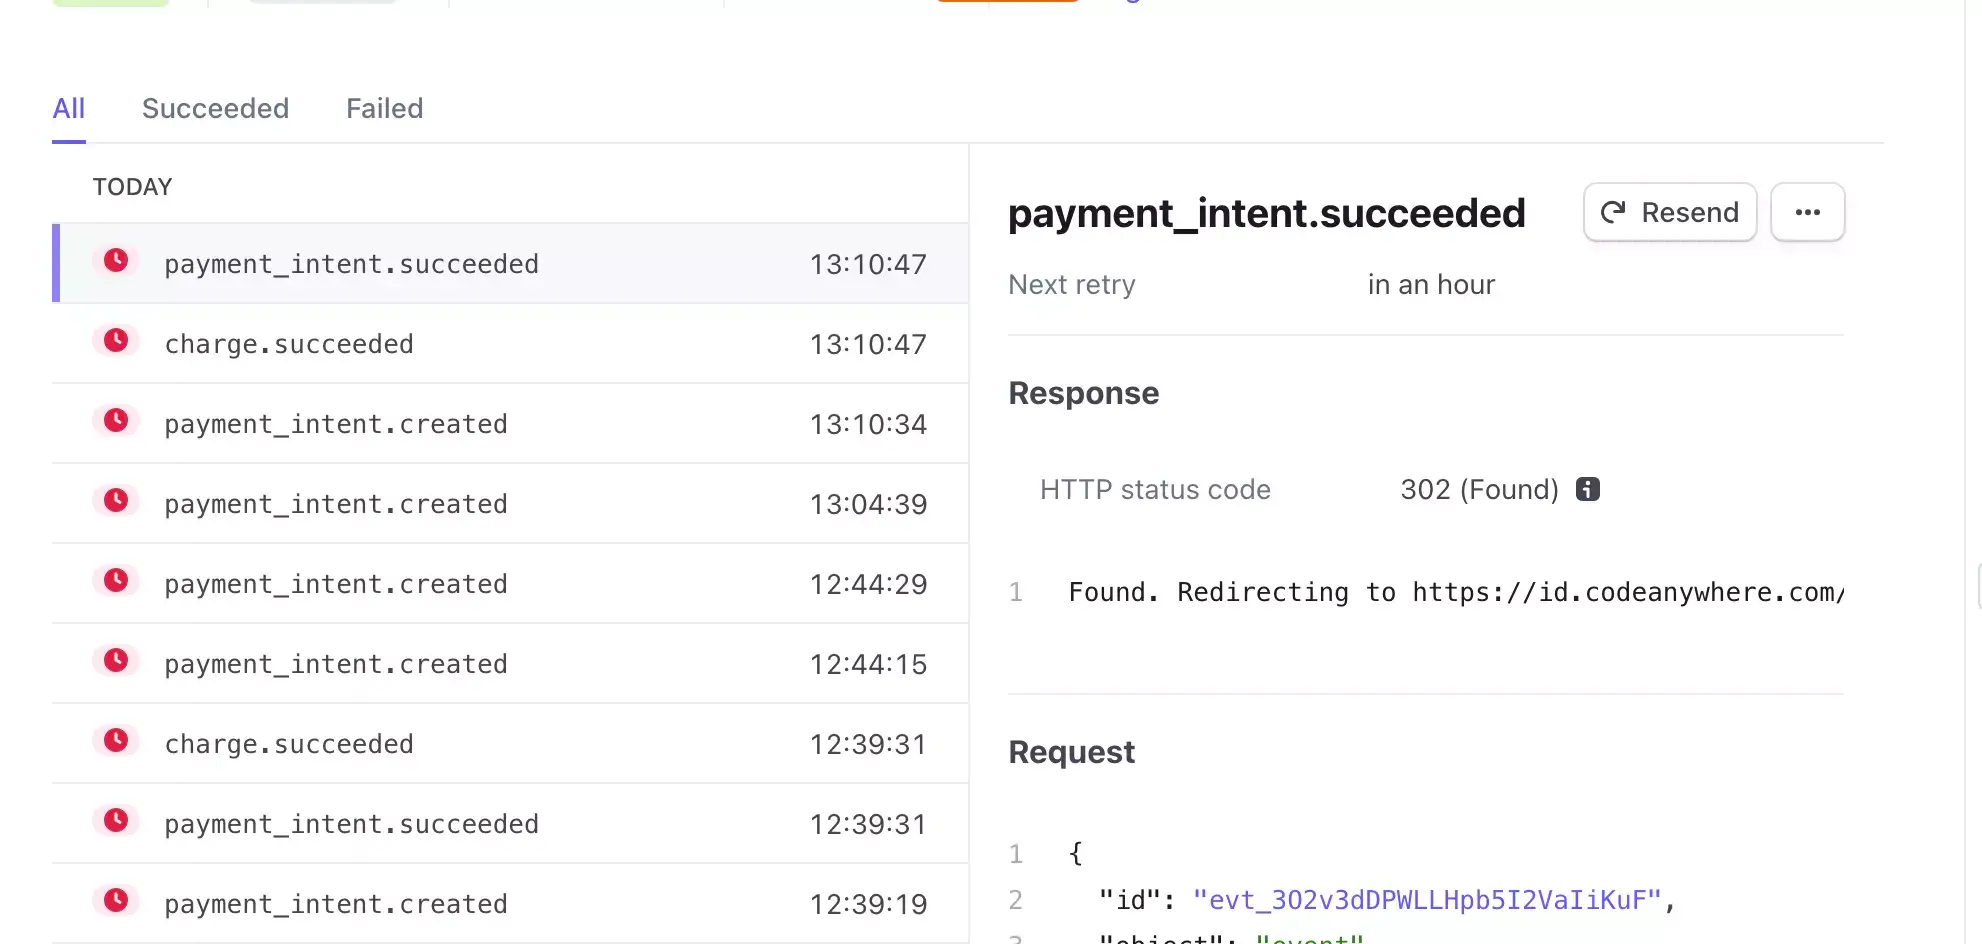 All Succeeded Failed
TODAY
payment_intent.succeeded 13:10:47
charge.succeeded 13:10:47
payment_intent.created 13:10:34
payment_intent.created 13:04:39
payment_intent.created 12:44:29
payment_intent.created 12:44:15
charge.succeeded 12:39:31
payment_intent.succeeded 12:39:31
payment_intent.created 12:39:19
payment_intent.succeeded Resend
Next retry in an hour
Response
HTTP status code 302 (Found)
1 Found. Redirecting to https://id.codeanywhere.com/
Request
1 {
2 "id": "evt_3O2v3dDPWLLHpb5I2VaIiKuF",
3 "object": "event"